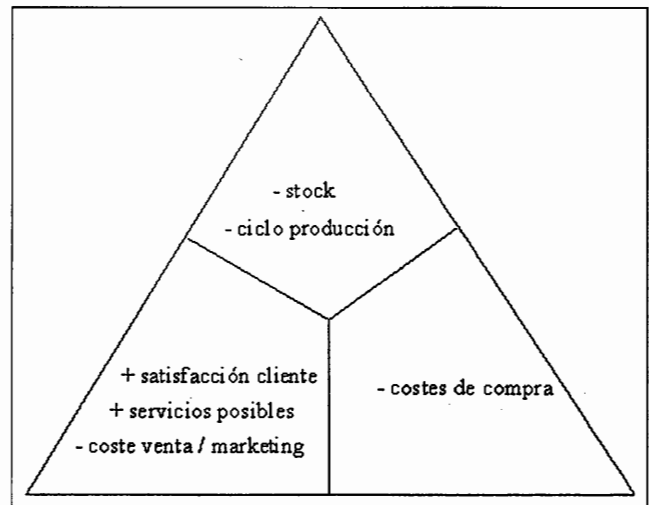 - stock
- ciclo producción
+ satisfacción cliente
+ servicios posibles
- coste venta / marketing
- costes de compra